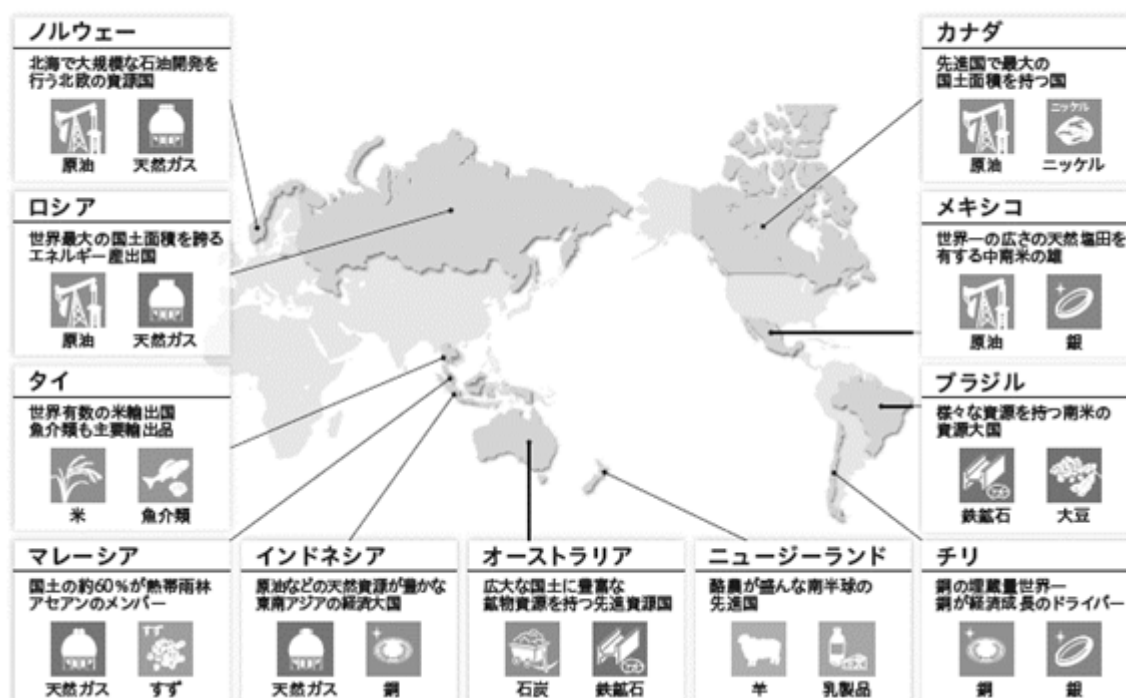 ノルウェー
北海で大規模な石油開発を
行う北欧の資源国
原油
天然ガス
ロシア
世界最大の国土面積を誇る
エネルギー産出国
原油
天然ガス
タイ
世界有数の米輸出国
魚介類も主要輸出品
米
魚介類
マレーシア
国土の約60%が熱帯雨林
アセアンのメンバー
天然ガス
すず
すず
インドネシア
原油などの天然資源が豊かな
東南アジアの経済大国
天然ガス
銅
オーストラリア
広大な国土に豊富な
鉱物資源を持つ先進資源国
石炭
鉄鉱石
ニュージーランド
酪農が盛んな南半球の
先進国
羊
乳製品
チリ
銅の埋蔵量世界一
銅が経済成長のドライバー
銅
銀
ブラジル
様々な資源を持つ南米の
資源大国
鉄鉱石
大豆
メキシコ
世界一の広さの天然塩田を
有する中南米の雄
原油
銀
カナダ
先進国で最大の
国土面積を持つ国
原油
ニッケル
ニッケル